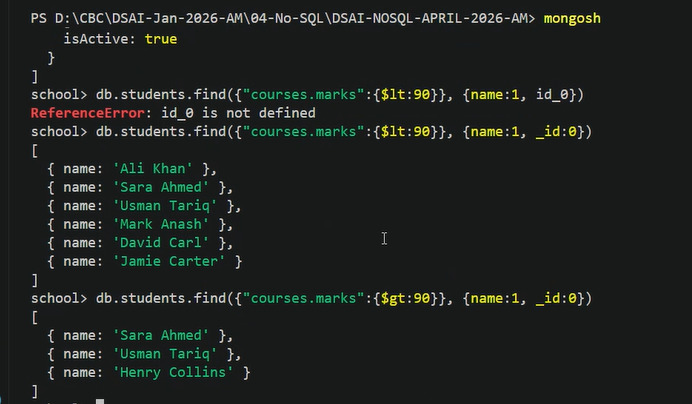 PS D:\CBC\DSAI-Jan-2026-AM\04-No-SQL\DSAI-NOSQL-APRIL-2026-AM> mongosh
    isActive: true
  }
]
school> db.students.find({"courses.marks":{$lt:90}}, {name:1, id_0})
ReferenceError: id_0 is not defined
school> db.students.find({"courses.marks":{$lt:90}}, {name:1, _id:0})
[
  { name: 'Ali Khan' },
  { name: 'Sara Ahmed' },
  { name: 'Usman Tariq' },
  { name: 'Mark Anash' },
  { name: 'David Carl' },
  { name: 'Jamie Carter' }
]
school> db.students.find({"courses.marks":{$gt:90}}, {name:1, _id:0})
[
  { name: 'Sara Ahmed' },
  { name: 'Usman Tariq' },
  { name: 'Henry Collins' }
]